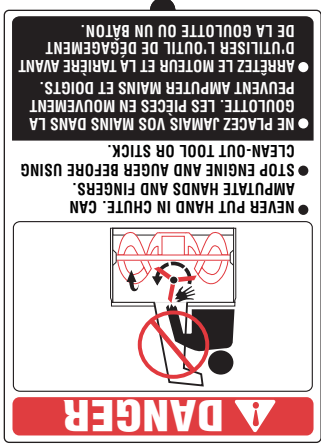 DANGER
● NEVER PUT HAND IN CHUTE. CAN
AMPUTATE HANDS AND FINGERS.
● STOP ENGINE AND AUGER BEFORE USING
CLEAN-OUT TOOL OR STICK.
● NE PLACEZ JAMAIS VOS MAINS DANS LA
GOULOTTE. LES PIÈCES EN MOUVEMENT
PEUVENT AMPUTER MAINS ET DOIGTS.
● ARRÊTEZ LE MOTEUR ET LA TARIÈRE AVANT
D'UTILISER L'OUTIL DE DÉGAGEMENT
DE LA GOULOTTE OU UN BÂTON.